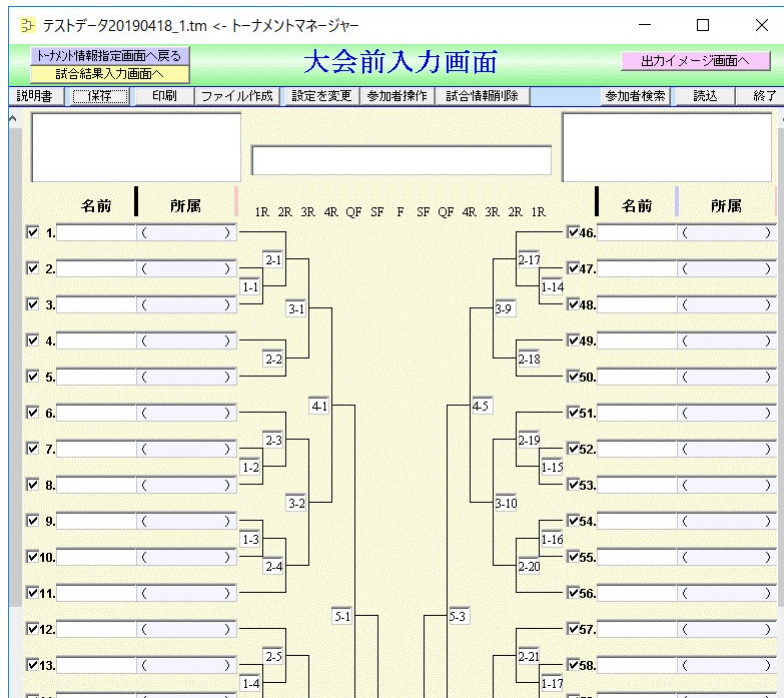 テストデータ20190418_1.tm <- トーナメントマネージャー
トーナメント情報指定画面へ戻る
試合結果入力画面へ
大会前入力画面
出力イメージ画面へ
説明書 保存 印刷 ファイル作成 設定を変更 参加者操作 試合情報削除 参加者検索 読込 終了
名前 所属 1R 2R 3R 4R QF SF F SF QF 4R 3R 2R 1R 名前 所属
1. ( ) 46. ( )
2-1 2-17
2. ( ) 47. ( )
1-1 1-14
3. ( ) 3-1 3-9 48. ( )
4. ( ) 49. ( )
2-2 2-18
5. ( ) 50. ( )
6. ( ) 4-1 4-5 51. ( )
2-3 2-19
7. ( ) 52. ( )
1-2 1-15
8. ( ) 53. ( )
3-2 3-10
9. ( ) 54. ( )
1-3 1-16
10. ( ) 2-4 2-20 55. ( )
11. ( ) 56. ( )
5-1 5-3
12. ( ) 57. ( )
2-5 2-21
13. ( ) 58. ( )
1-4 1-17